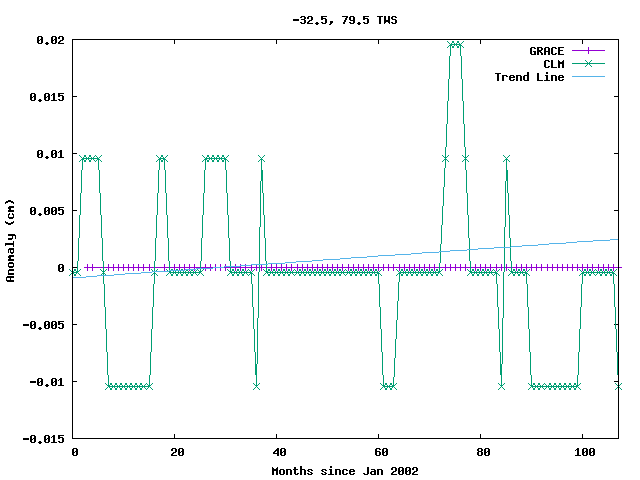 -32.5, 79.5 TWS
GRACE
CLM
Trend Line
0.02
0.015
0.01
0.005
0
-0.005
-0.01
-0.015
Anomaly (cm)
0 20 40 60 80 100
Months since Jan 2002